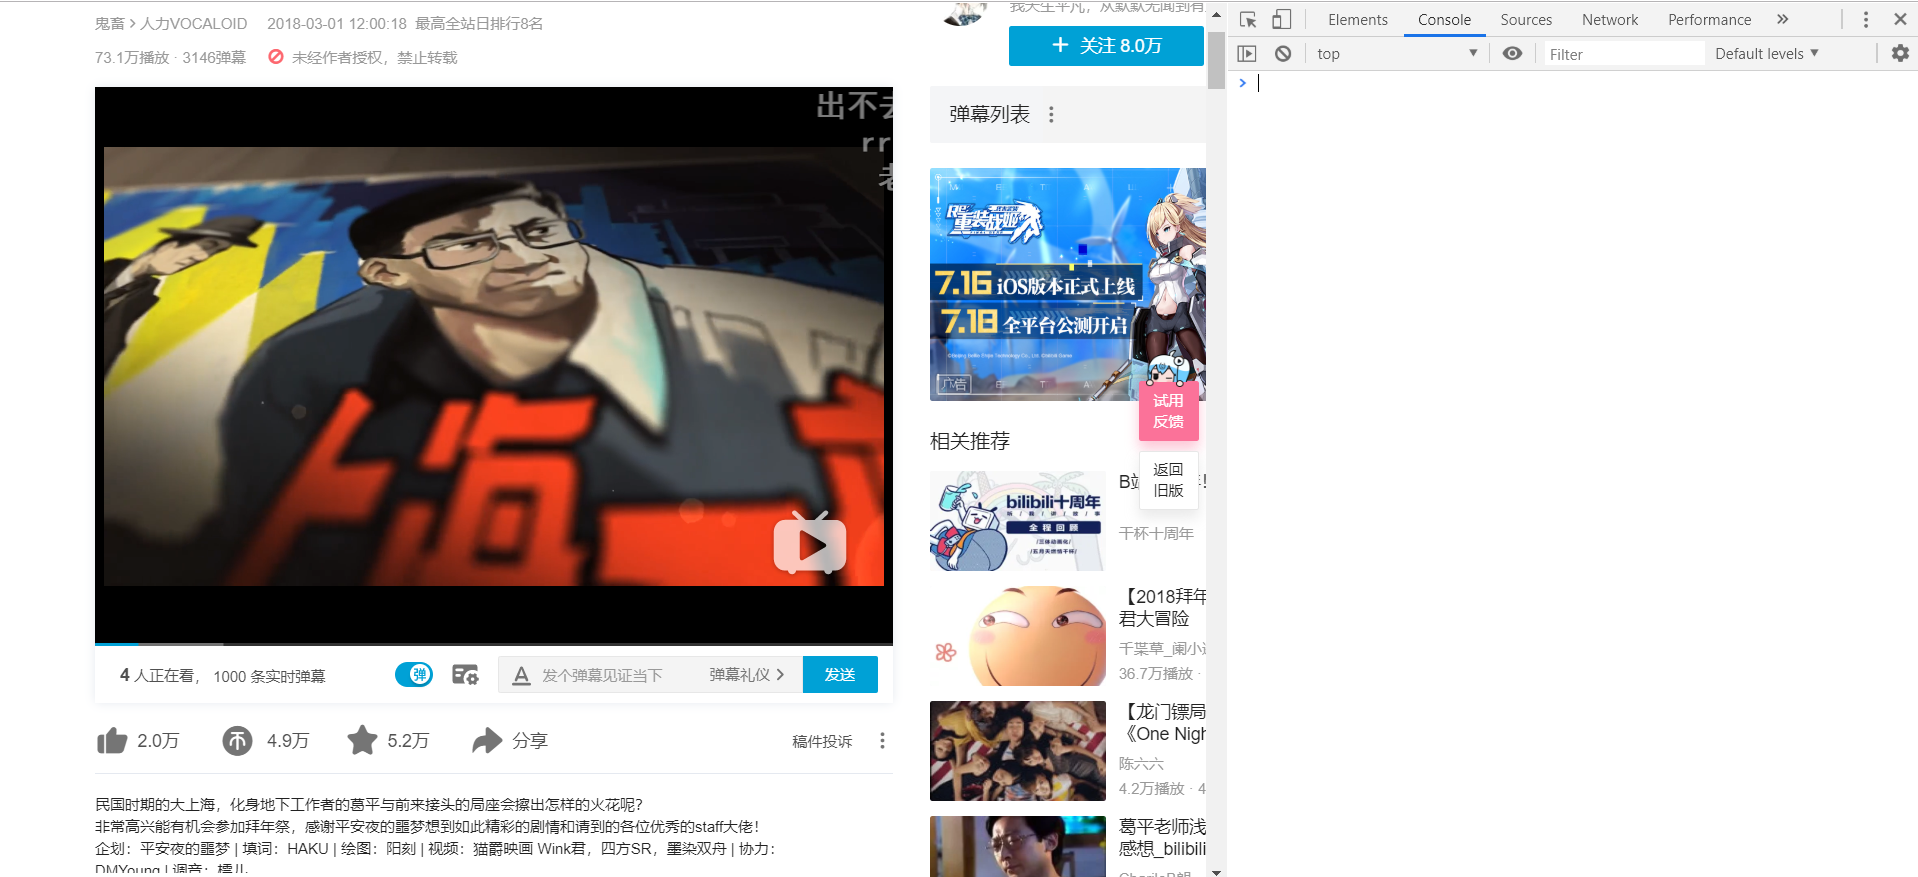 鬼畜 > 人力VOCALOID 2018-03-01 12:00:18 最高全站日排行8名
73.1万播放 · 3146弹幕 未经作者授权，禁止转载
出不去
rr
老
上海
4 人正在看， 1000 条实时弹幕
弹
A 发个弹幕见证当下 弹幕礼仪 > 发送
2.0万 4.9万 5.2万 分享 稿件投诉
民国时期的大上海，化身地下工作者的葛平与前来接头的局座会擦出怎样的火花呢？
非常高兴能有机会参加拜年祭，感谢平安夜的噩梦想到如此精彩的剧情和请到的各位优秀的staff大佬！
企划：平安夜的噩梦 | 填词：HAKU | 绘图：阳刻 | 视频：猫爵映画 Wink君，四方SR，墨染双舟 | 协力：
DMYoung | 调音：
我天生平凡，从默默无闻到有
+ 关注 8.0万
弹幕列表
META
重装战姬
FINAL GEAR
7.16 iOS版本正式上线
7.18 全平台公测开启
广告
试用
反馈
返回
旧版
相关推荐
bilibili十周年
全程回顾
B站
干杯十周年
【2018拜年
君大冒险
千葉草_阑小
36.7万播放 ·
【龙门镖局
《One Nigh
陈六六
4.2万播放 · 4
葛平老师浅
感想_bilibili
Elements Console Sources Network Performance »
top Filter Default levels
>